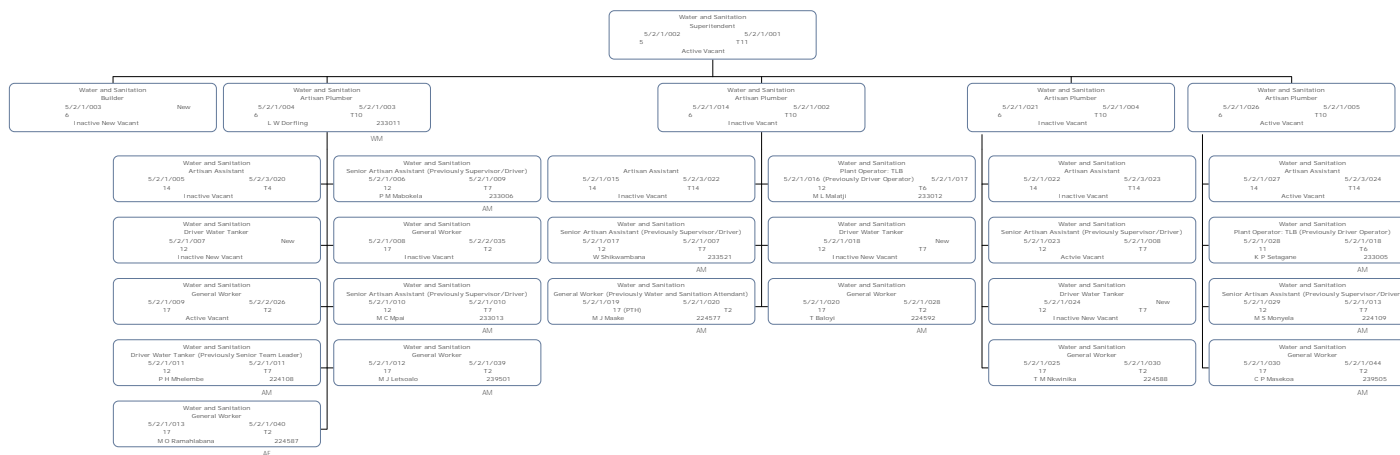 Water and Sanitation
Superitendent
5/2/1/002 5/2/1/001
5 T11
Active Vacant
Water and Sanitation
Builder
5/2/1/003 New
6
Inactive New Vacant
Water and Sanitation
Artisan Plumbar
5/2/1/004 5/2/1/003
6 T10
L W Dorfling 233011
WM
Water and Sanitation
Artisan Plumber
5/2/1/014 5/2/1/002
6 T10
Inactive Vacant
Water and Sanitation
Artisan Plumber
5/2/1/021 5/2/1/004
6 T10
Inactive Vacant
Water and Sanitation
Artisan Plumber
5/2/1/026 5/2/1/005
6 T10
Active Vacant
Water and Sanitation
Artisan Assistant
5/2/1/005 5/2/3/020
14 T4
Inactive Vacant
Water and Sanitation
Senior Artisan Assistant (Previously Supervisor/Driver)
5/2/1/006 5/2/1/009
12 T7
P M Mabokela 233006
AM
Artisan Assistant
5/2/1/015 5/2/3/022
14 T14
Inactive Vacant
Water and Sanitation
Plant Operator: TLB
5/2/1/016 (Previously Driver Operator) 5/2/1/017
12 T6
M L Malatji 233012
Water and Sanitation
Artisan Assistant
5/2/1/022 5/2/3/023
14 T14
Inactive Vacant
Water and Sanitation
Artisan Assistant
5/2/1/027 5/2/3/024
14 T14
Active Vacant
Water and Sanitation
Driver Water Tanker
5/2/1/007 New
12
Inactive New Vacant
Water and Sanitation
General Worker
5/2/1/008 5/2/2/035
17 T2
Inactive Vacant
Water and Sanitation
Senior Artisan Assistant (Previously Supervisor/Driver)
5/2/1/017 5/2/1/007
12 T7
W Shikwambana 233521
AM
Water and Sanitation
Driver Water Tanker
5/2/1/018 New
12 T7
Inactive New Vacant
Water and Sanitation
Senior Artisan Assistant (Previously Supervisor/Driver)
5/2/1/023 5/2/1/008
12 T7
Actvie Vacant
Water and Sanitation
Plant Operator: TLB (Previously Driver Operator)
5/2/1/028 5/2/1/018
11 T6
K P Selagane 233005
AM
Water and Sanitation
General Worker
5/2/1/009 5/2/2/026
17 T2
Active Vacant
Water and Sanitation
Senior Artisan Assistant (Previously Supervisor/Driver)
5/2/1/010 5/2/1/010
12 T7
M C Mpai 233013
AM
Water and Sanitation
General Worker (Previously Water and Sanitation Attendant)
5/2/1/019 5/2/1/020
17 (PTH) T2
M J Maake 224577
AM
Water and Sanitation
General Worker
5/2/1/020 5/2/1/028
17 T2
T Baloyi 224592
AM
Water and Sanitation
Driver Water Tanker
5/2/1/024 New
12 T7
Inactive New Vacant
Water and Sanitation
Senior Artisan Assistant (Previously Supervisor/Driver
5/2/1/029 5/2/1/013
12 T7
M S Monyela 224109
AM
Water and Sanitation
Driver Water Tanker (Previously Senior Team Leader)
5/2/1/011 5/2/1/011
12 T7
P H Mhelembe 224108
AM
Water and Sanitation
General Worker
5/2/1/012 5/2/1/039
17 T2
M J Letsoalo 239501
AM
Water and Sanitation
General Worker
5/2/1/025 5/2/1/030
17 T2
T M Nkwinika 224588
Water and Sanitation
General Worker
5/2/1/030 5/2/1/044
17 T2
C P Masekoa 239505
AM
Water and Sanitation
General Worker
5/2/1/013 5/2/1/040
17 T2
M O Ramahlabana 224587